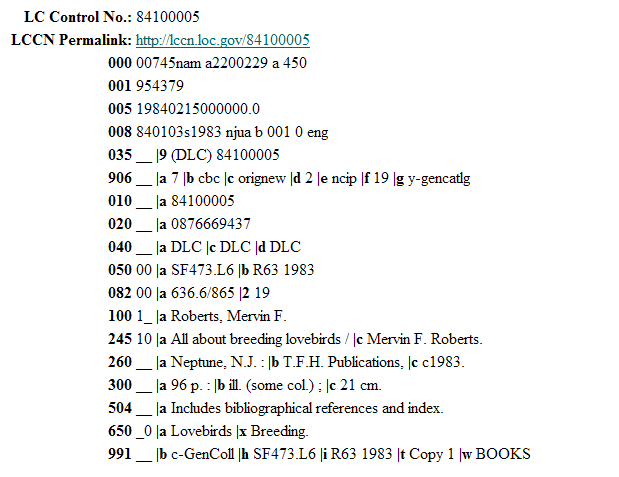 LC Control No.: 84100005
LCCN Permalink: http://lccn.loc.gov/84100005
000 00745nam a2200229 a 450
001 954379
005 19840215000000.0
008 840103s1983 njua b 001 0 eng
035 __ |9 (DLC) 84100005
906 __ |a 7 |b cbc |c orignew |d 2 |e ncip |f 19 |g y-gencatlg
010 __ |a 84100005
020 __ |a 0876669437
040 __ |a DLC |c DLC |d DLC
050 00 |a SF473.L6 |b R63 1983
082 00 |a 636.6/865 |2 19
100 1_ |a Roberts, Mervin F.
245 10 |a All about breeding lovebirds / |c Mervin F. Roberts.
260 __ |a Neptune, N.J. : |b T.F.H. Publications, |c c1983.
300 __ |a 96 p. : |b ill. (some col.) ; |c 21 cm.
504 __ |a Includes bibliographical references and index.
650 _0 |a Lovebirds |x Breeding.
991 __ |b c-GenColl |h SF473.L6 |i R63 1983 |t Copy 1 |w BOOKS